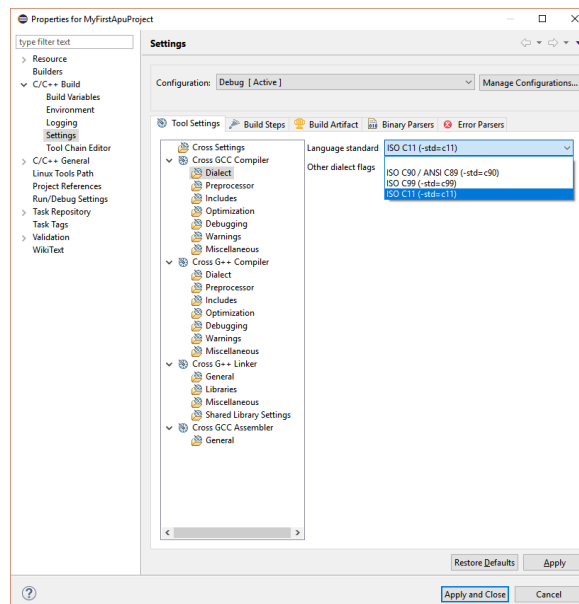 Properties for MyFirstApuProject
type filter text
Resource
Builders
C/C++ Build
Build Variables
Environment
Logging
Settings
Tool Chain Editor
C/C++ General
Linux Tools Path
Project References
Run/Debug Settings
Task Repository
Task Tags
Validation
WikiText
Settings
Configuration: Debug [ Active ]
Manage Configurations...
Tool Settings Build Steps Build Artifact Binary Parsers Error Parsers
Cross Settings
Cross GCC Compiler
Dialect
Preprocessor
Includes
Optimization
Debugging
Warnings
Miscellaneous
Cross G++ Compiler
Dialect
Preprocessor
Includes
Optimization
Debugging
Warnings
Miscellaneous
Cross G++ Linker
General
Libraries
Miscellaneous
Shared Library Settings
Cross GCC Assembler
General
Language standard ISO C11 (-std=c11)
Other dialect flags
ISO C90 / ANSI C89 (-std=c90)
ISO C99 (-std=c99)
ISO C11 (-std=c11)
Restore Defaults Apply
Apply and Close Cancel